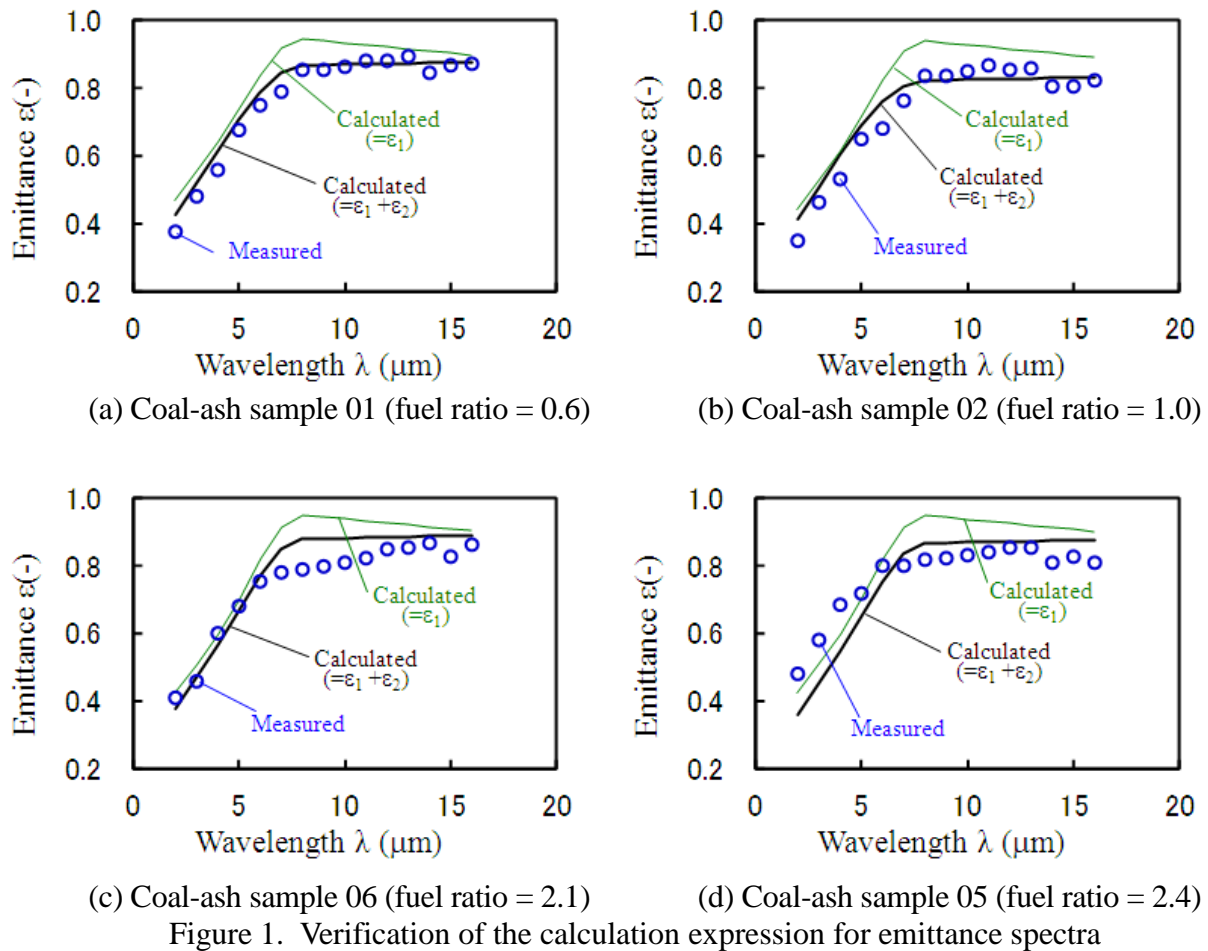 1.0
0.8
0.6
0.4
0.2
0
5
10
15
20
Emittance ε(-)
Wavelength λ (μm)
Calculated
(=ε₁)
Calculated
(=ε₁ +ε₂)
Measured
(a) Coal-ash sample 01 (fuel ratio = 0.6)
1.0
0.8
0.6
0.4
0.2
0
5
10
15
20
Emittance ε(-)
Wavelength λ (μm)
Calculated
(=ε₁)
Calculated
(=ε₁ +ε₂)
Measured
(b) Coal-ash sample 02 (fuel ratio = 1.0)
1.0
0.8
0.6
0.4
0.2
0
5
10
15
20
Emittance ε(-)
Wavelength λ (μm)
Calculated
(=ε₁)
Calculated
(=ε₁ +ε₂)
Measured
(c) Coal-ash sample 06 (fuel ratio = 2.1)
1.0
0.8
0.6
0.4
0.2
0
5
10
15
20
Emittance ε(-)
Wavelength λ (μm)
Calculated
(=ε₁)
Calculated
(=ε₁ +ε₂)
Measured
(d) Coal-ash sample 05 (fuel ratio = 2.4)
Figure 1. Verification of the calculation expression for emittance spectra